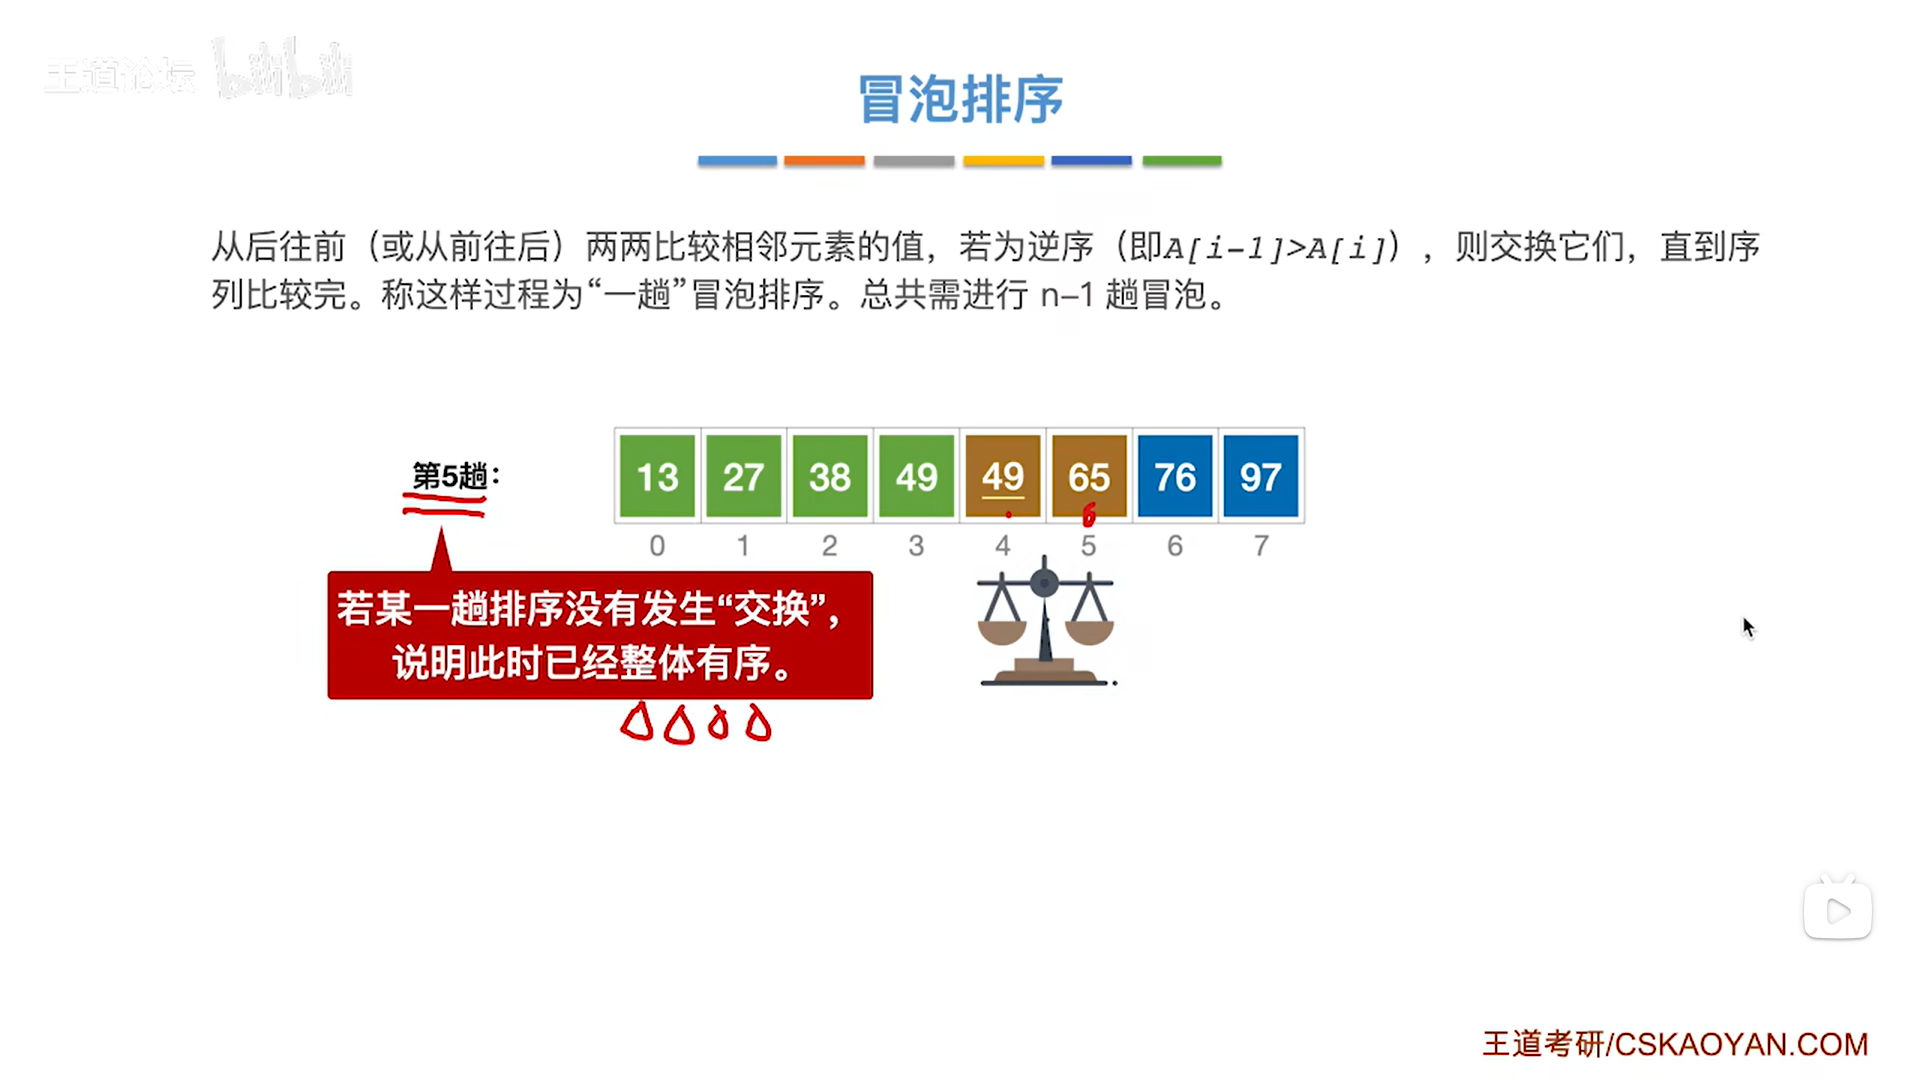 王道论坛 bilibili
冒泡排序
从后往前（或从前往后）两两比较相邻元素的值，若为逆序（即A[i-1]>A[i]），则交换它们，直到序
列比较完。称这样过程为“一趟”冒泡排序。总共需进行 n-1 趟冒泡。
第5趟：
13 27 38 49 49 65 76 97
0 1 2 3 4 5 6 7
若某一趟排序没有发生“交换”，
说明此时已经整体有序。
王道考研/CSKAOYAN.COM